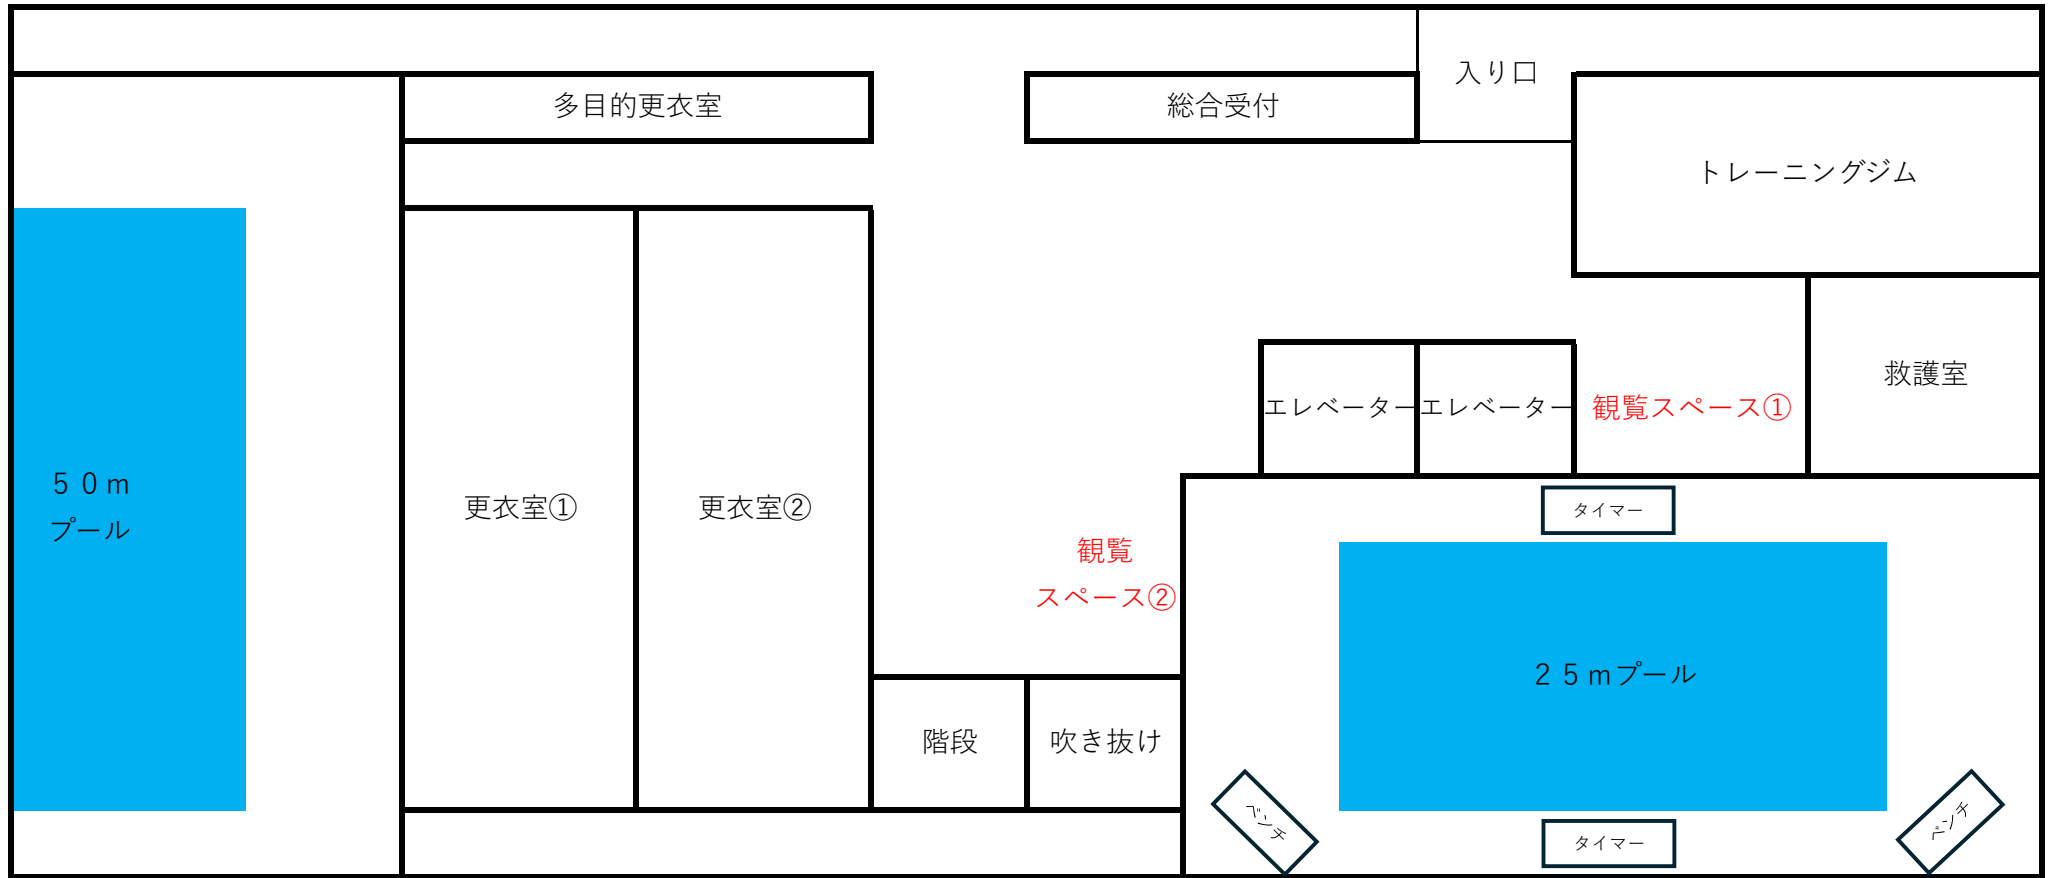 入り口
多目的更衣室
総合受付
トレーニングジム
救護室
エレベーター
エレベーター
観覧スペース①
５０ｍ
プール
更衣室①
更衣室②
観覧
スペース②
タイマー
２５ｍプール
階段
吹き抜け
ベンチ
タイマー
ベンチ